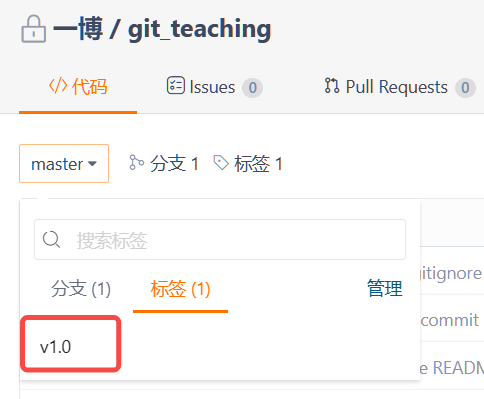 一博 / git_teaching
代码 Issues 0 Pull Requests 0
master 分支 1 标签 1
搜索标签
分支 (1) 标签 (1) 管理
gitignore
v1.0
commit
README